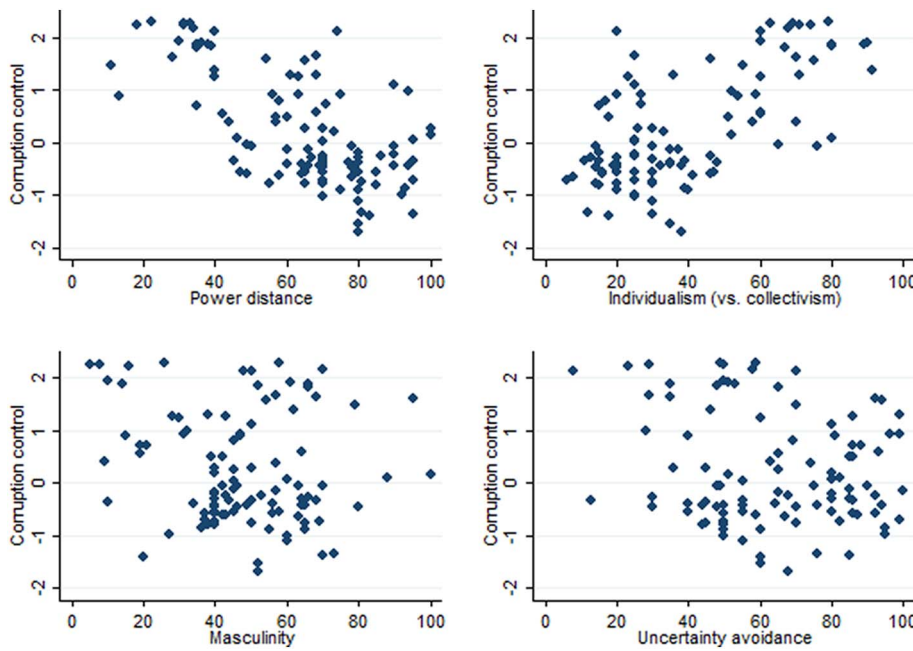 Corruption control
2
1
0
-1
-2
0 20 40 60 80 100
Power distance
Corruption control
2
1
0
-1
-2
0 20 40 60 80 100
Individualism (vs. collectivism)
Corruption control
2
1
0
-1
-2
0 20 40 60 80 100
Masculinity
Corruption control
2
1
0
-1
-2
0 20 40 60 80 100
Uncertainty avoidance